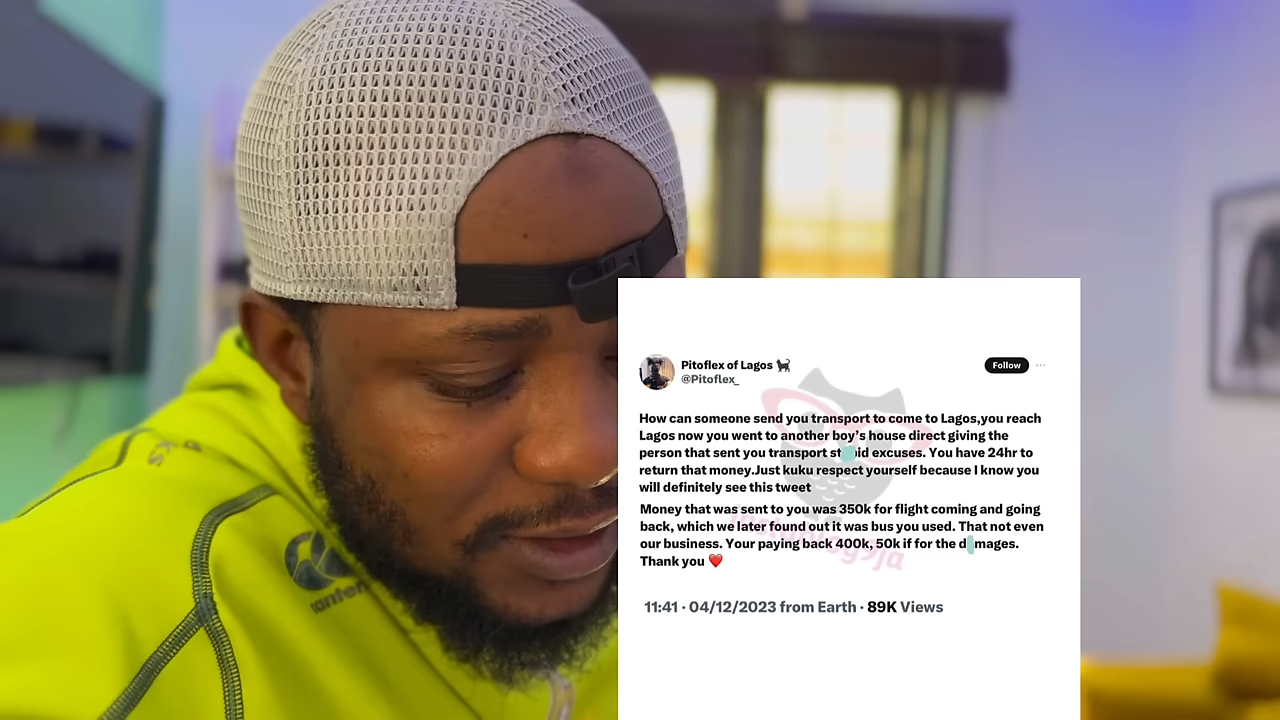 Pitoflex of Lagos
@Pitoflex_
Follow
How can someone send you transport to come to Lagos,you reach
Lagos now you went to another boy's house direct giving the
person that sent you transport st id excuses. You have 24hr to
return that money.Just kuku respect yourself because I know you
will definitely see this tweet
Money that was sent to you was 350k for flight coming and going
back, which we later found out it was bus you used. That not even
our business. Your paying back 400k, 50k if for the d mages.
Thank you ❤️
11:41 · 04/12/2023 from Earth · 89K Views